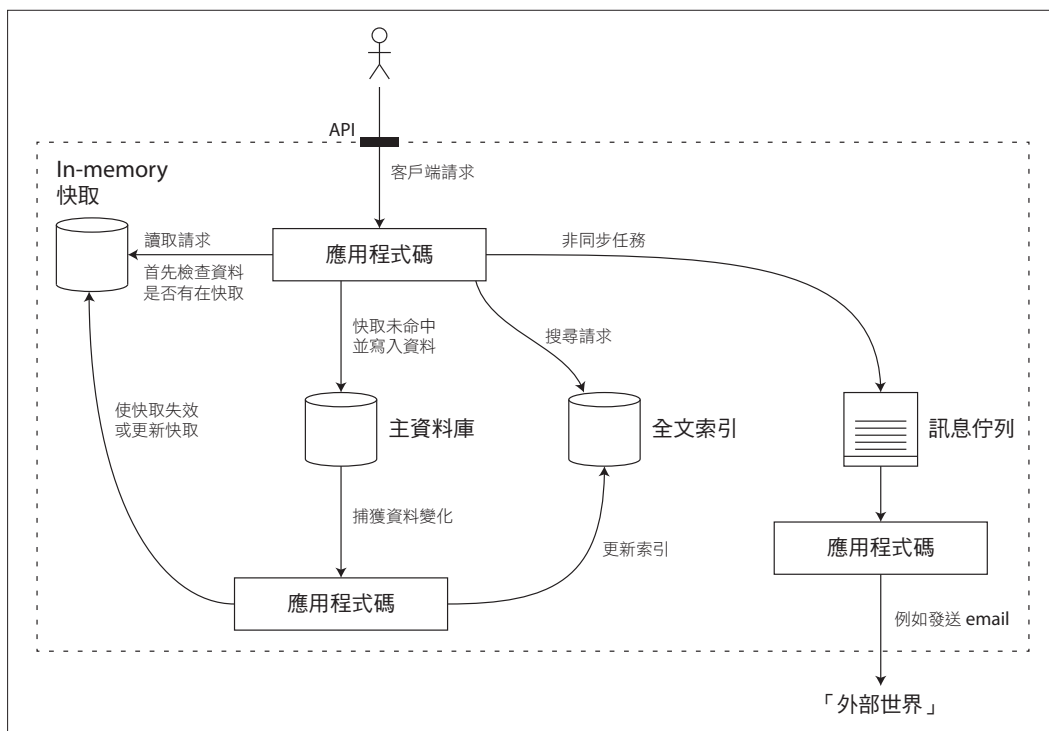 API
In-memory
快取
客戶端請求
讀取請求
應用程式碼
非同步任務
首先檢查資料
是否有在快取
快取未命中
並寫入資料
搜尋請求
使快取失效
或更新快取
主資料庫
全文索引
訊息佇列
捕獲資料變化
更新索引
應用程式碼
應用程式碼
例如發送 email
「外部世界」